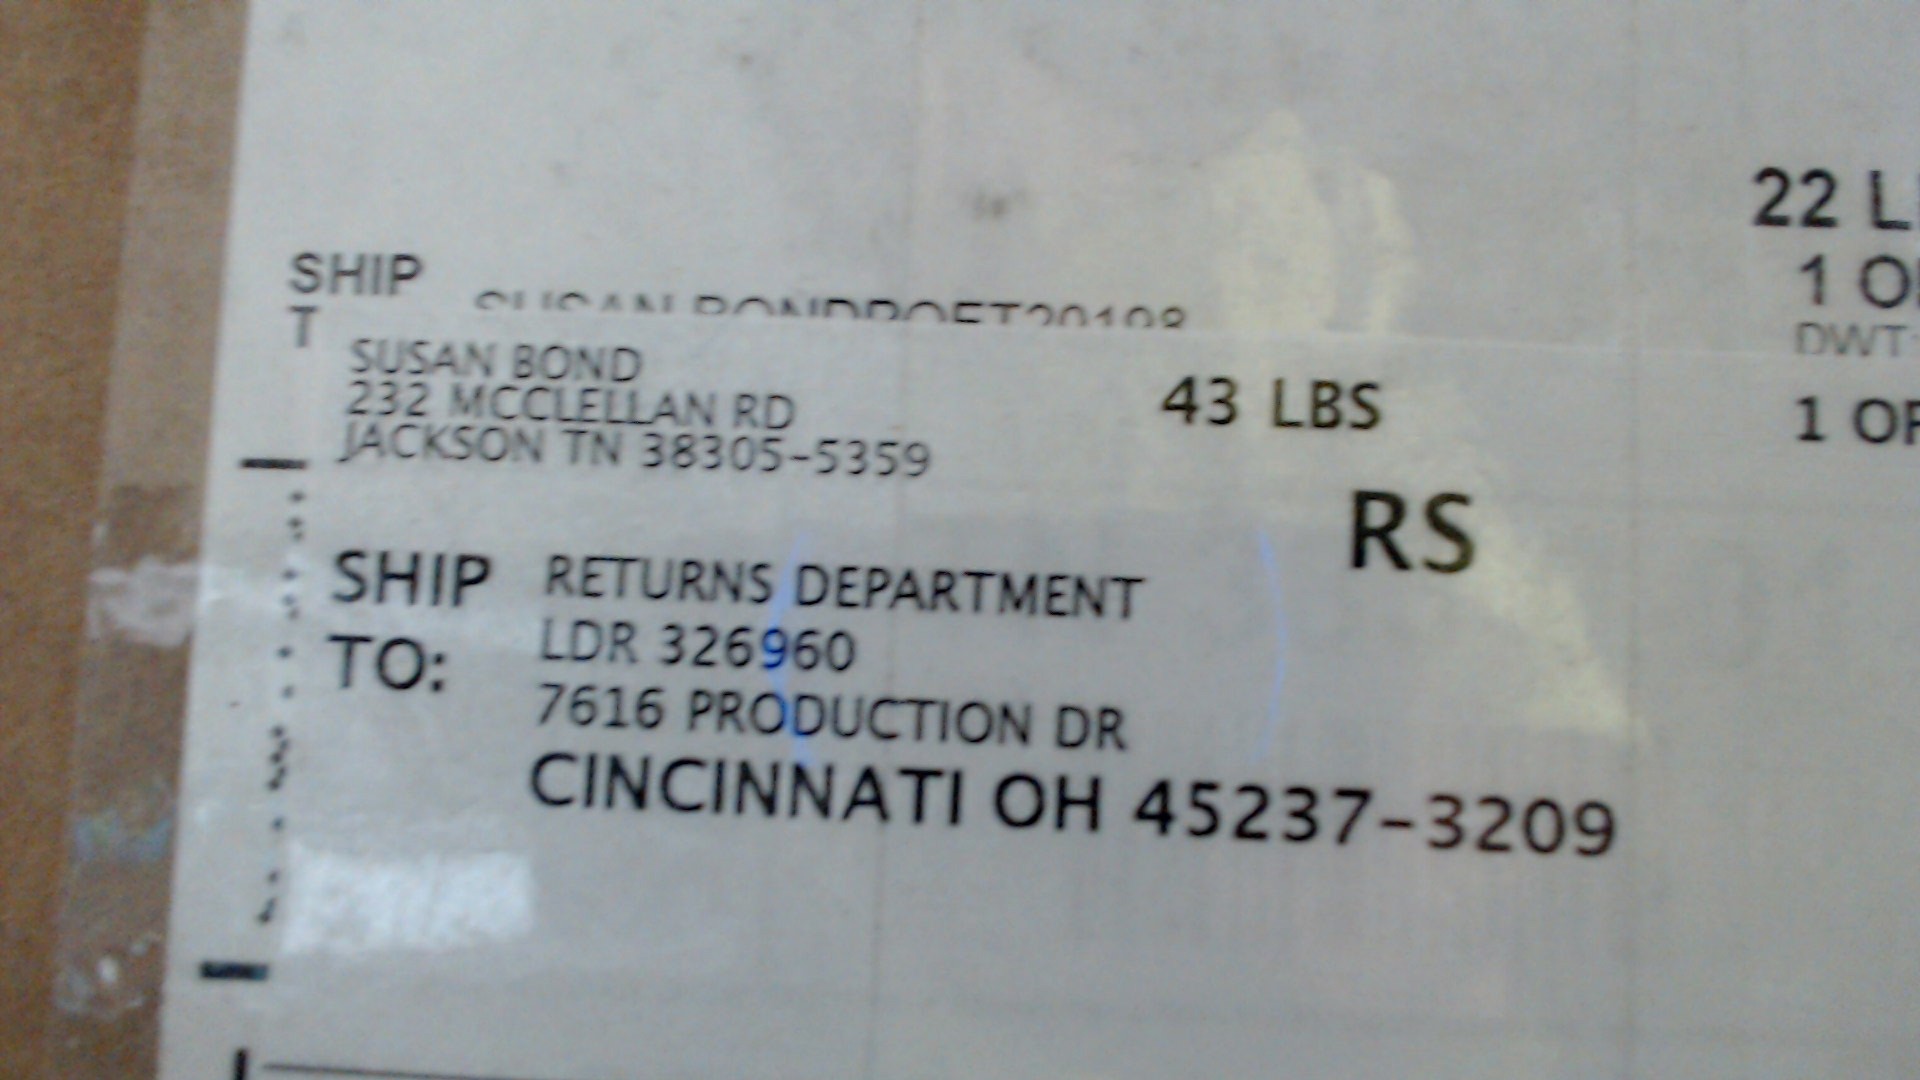 22
1
SHIP
T
DWT:
SUSAN BOND
232 MCCLELLAN RD
JACKSON TN 38305-5359
43 LBS
1
RS
SHIP
TO:
RETURNS DEPARTMENT
LDR 326960
7616 PRODUCTION DR
CINCINNATI OH 45237-3209